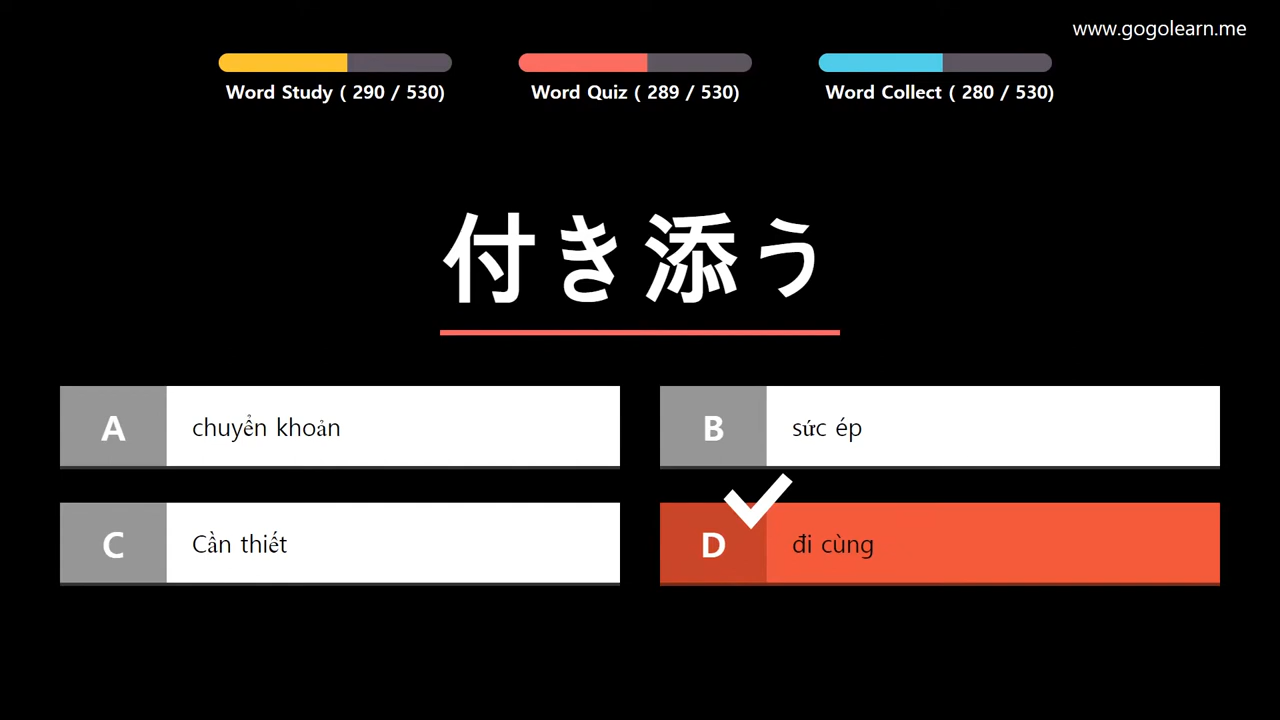 www.gogolearn.me
Word Study ( 290 / 530)
Word Quiz ( 289 / 530)
Word Collect ( 280 / 530)
付き添う
A
chuyển khoản
B
sức ép
C
Cần thiết
D
đi cùng